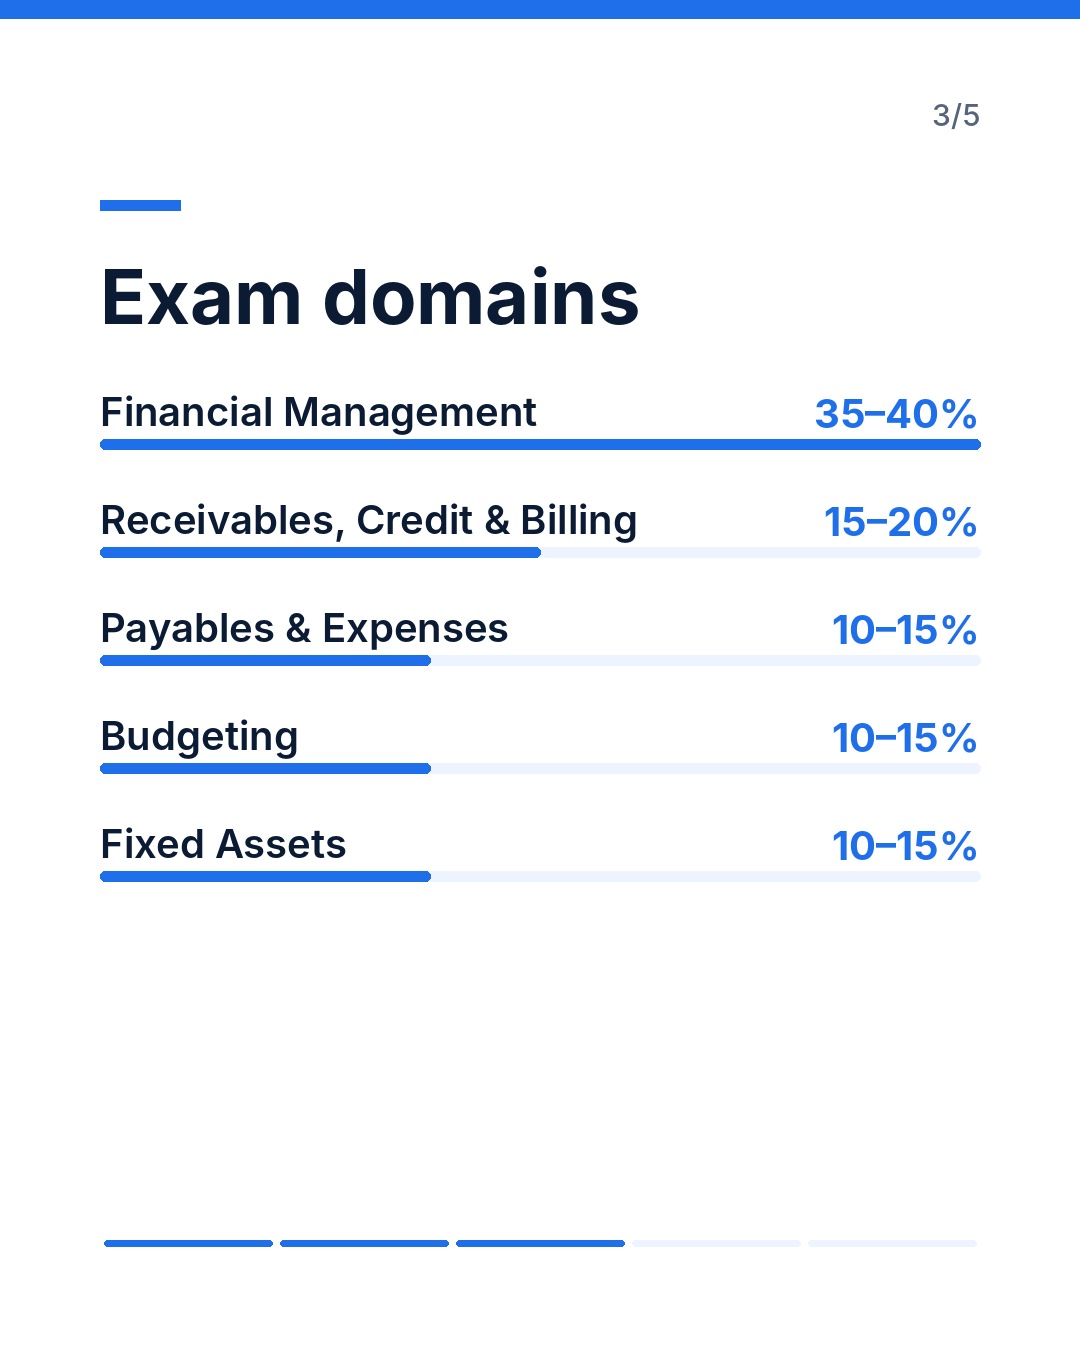 3/5
Exam domains
Financial Management 35–40%
Receivables, Credit & Billing 15–20%
Payables & Expenses 10–15%
Budgeting 10–15%
Fixed Assets 10–15%